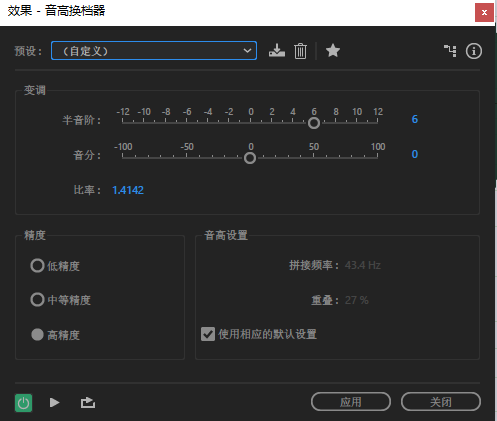 效果 - 音高换档器
预设： （自定义）
变调
-12 -10 -8 -6 -4 -2 0 2 4 6 8 10 12
半音阶： 6
-100 -50 0 50 100
音分： 0
比率： 1.4142
精度
低精度
中等精度
高精度
音高设置
拼接频率： 43.4 Hz
重叠： 27 %
使用相应的默认设置
应用 关闭